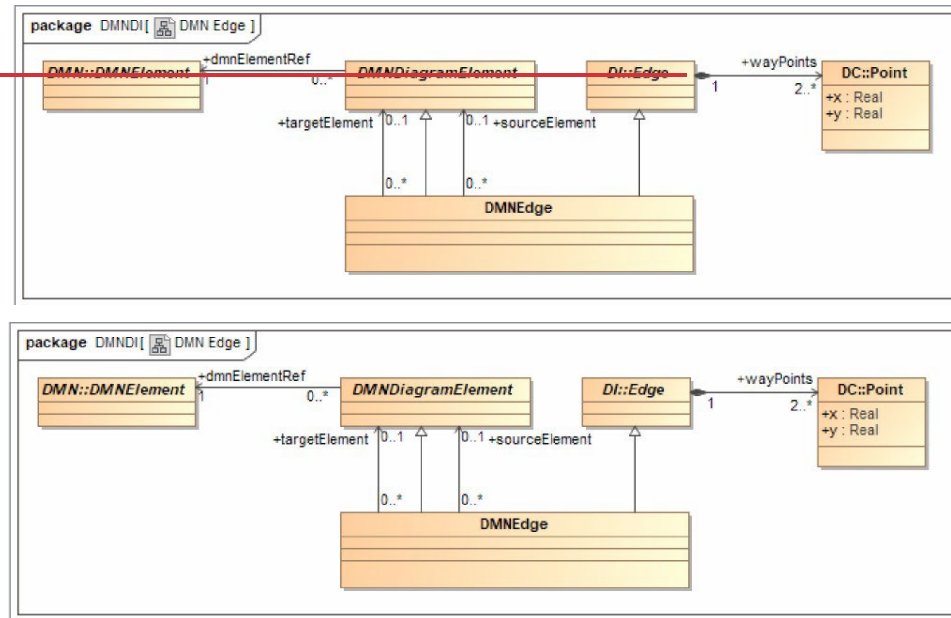 package DMNDI[ DMN Edge ]
DMN::DMNElement +dmnElementRef 1 0..* DMNDiagramElement DI::Edge 1 +wayPoints 2..* DC::Point
+x : Real
+y : Real
+targetElement 0..1 0..1 +sourceElement
0..* 0..*
DMNEdge
package DMNDI[ DMN Edge ]
DMN::DMNElement +dmnElementRef 1 0..* DMNDiagramElement DI::Edge 1 +wayPoints 2..* DC::Point
+x : Real
+y : Real
+targetElement 0..1 0..1 +sourceElement
0..* 0..*
DMNEdge